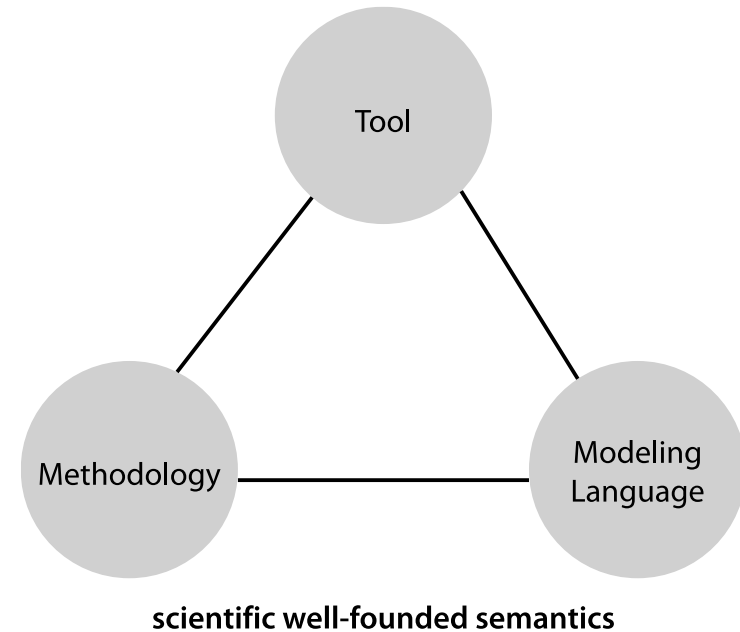 Tool
Methodology
Modeling
Language
scientific well-founded semantics